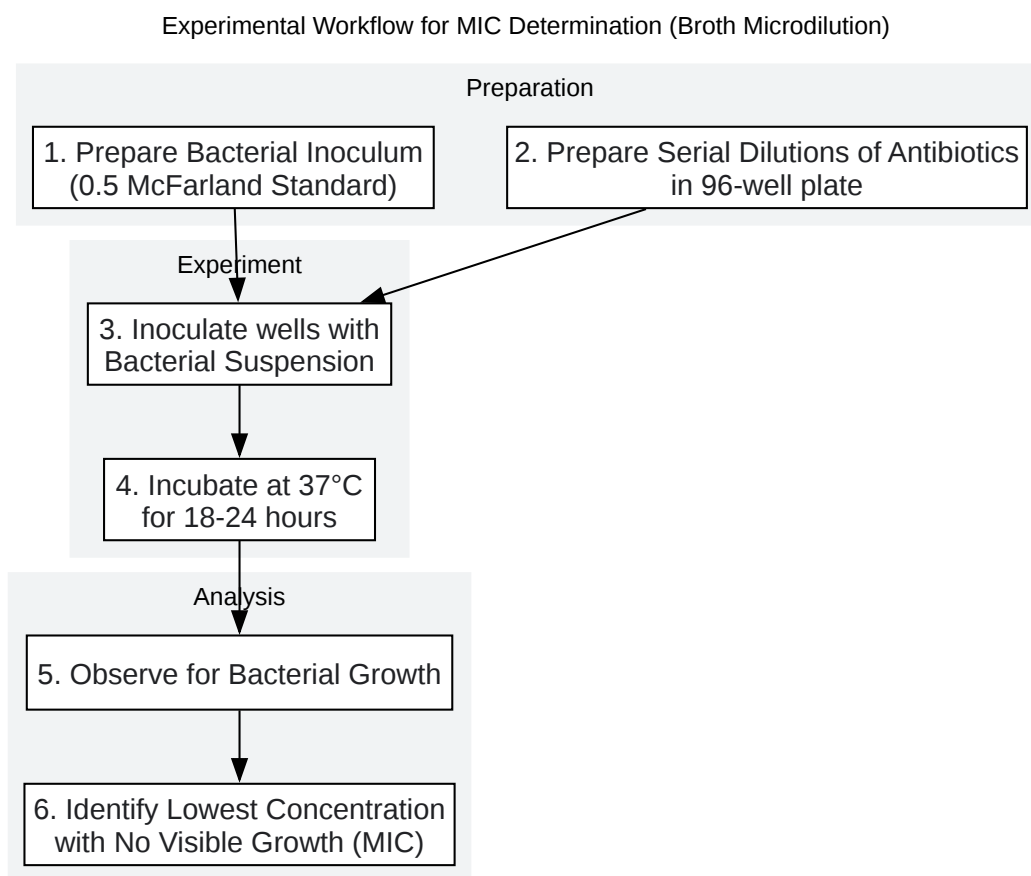 Experimental Workflow for MIC Determination (Broth Microdilution)
Preparation
1. Prepare Bacterial Inoculum
(0.5 McFarland Standard)
2. Prepare Serial Dilutions of Antibiotics
in 96-well plate
Experiment
3. Inoculate wells with
Bacterial Suspension
4. Incubate at 37°C
for 18-24 hours
Analysis
5. Observe for Bacterial Growth
6. Identify Lowest Concentration
with No Visible Growth (MIC)